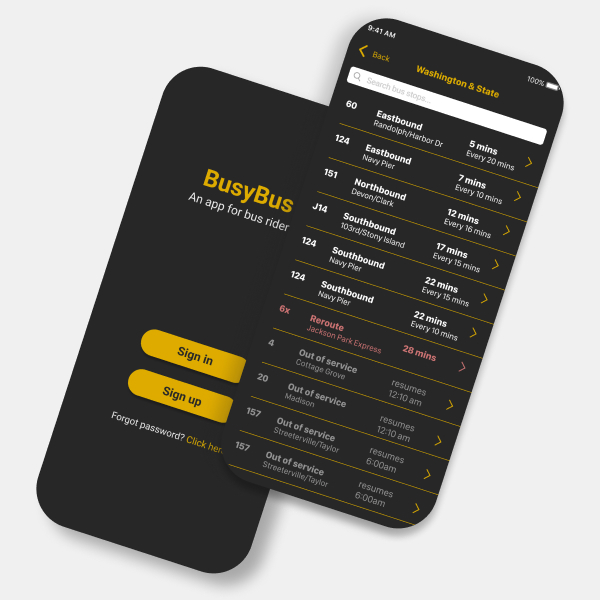 BusyBus
An app for bus rider
Sign in
Sign up
Forgot password? Click her
9:41 AM
100%
Back
Washington & State
Search bus stops...
60 Eastbound 5 mins
Randolph/Harbor Dr Every 20 mins
124 Eastbound 7 mins
Navy Pier Every 10 mins
151 Northbound 12 mins
Devon/Clark Every 16 mins
J14 Southbound 17 mins
103rd/Stony Island Every 15 mins
124 Southbound 22 mins
Navy Pier Every 15 mins
124 Southbound 22 mins
Navy Pier Every 10 mins
6x Reroute 28 mins
Jackson Park Express
4 Out of service resumes
Cottage Grove 12:10 am
20 Out of service resumes
Madison 12:10 am
157 Out of service resumes
Streeterville/Taylor 6:00am
157 Out of service resumes
Streeterville/Taylor 6:00am